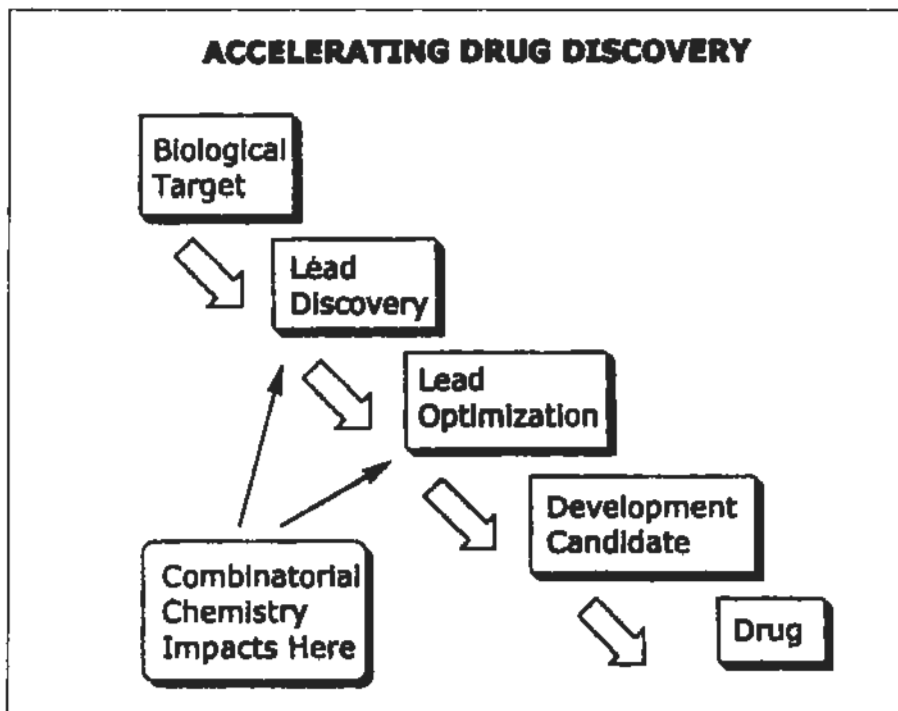 ACCELERATING DRUG DISCOVERY
Biological
Target
Lead
Discovery
Lead
Optimization
Development
Candidate
Combinatorial
Chemistry
Impacts Here
Drug